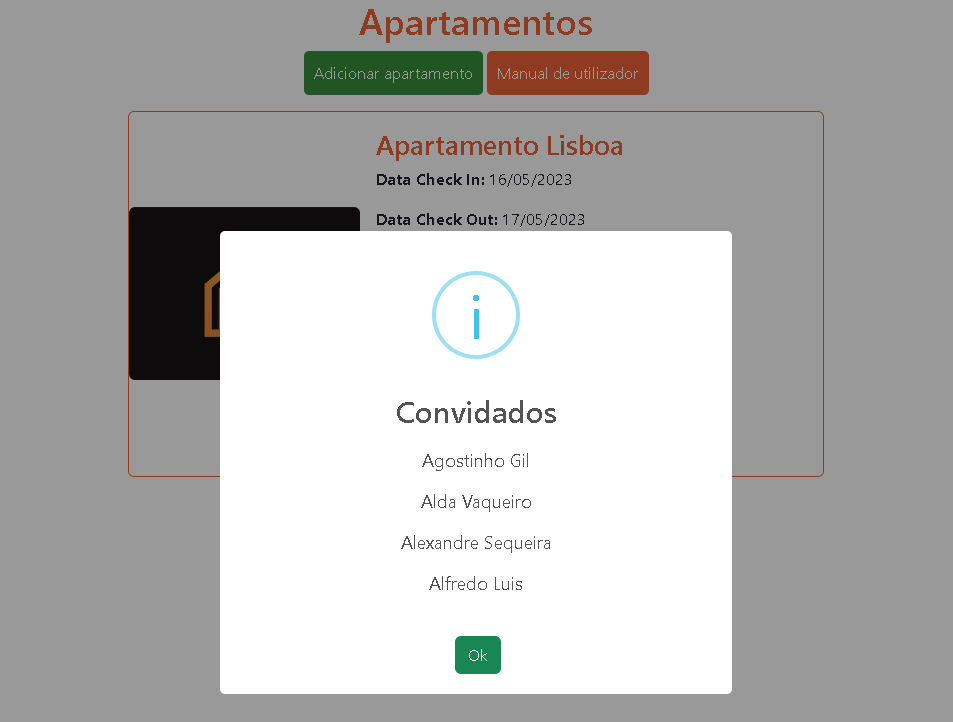 Apartamentos
Adicionar apartamento Manual de utilizador
Apartamento Lisboa
Data Check In: 16/05/2023
Data Check Out: 17/05/2023
i
Convidados
Agostinho Gil
Alda Vaqueiro
Alexandre Sequeira
Alfredo Luis
Ok